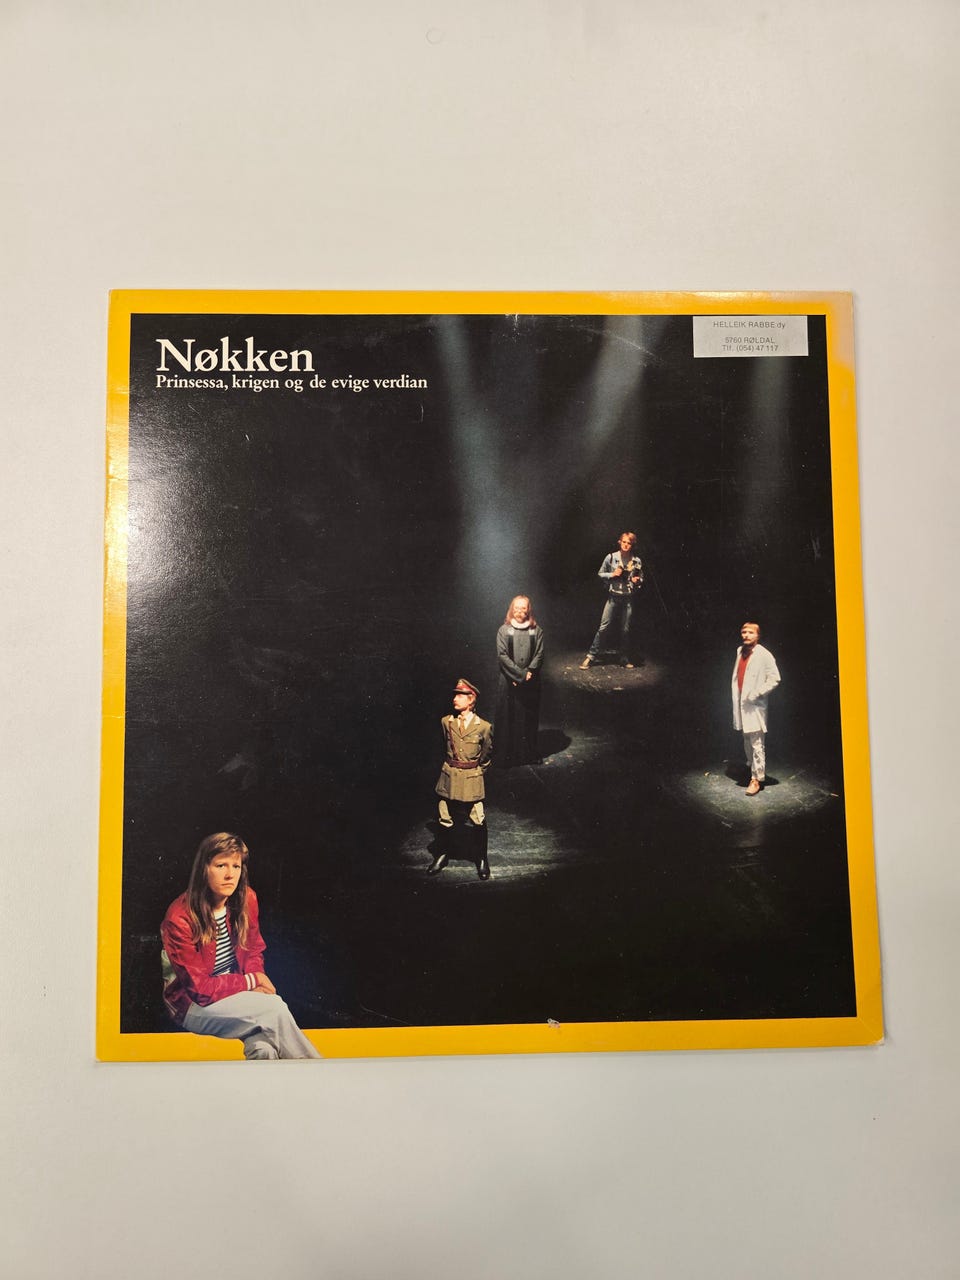 Nøkken
Prinsessa, krigen og de evige verdian
HELLEIK RABBE dy
5760 RØLDAL
Tlf. (054) 47 117